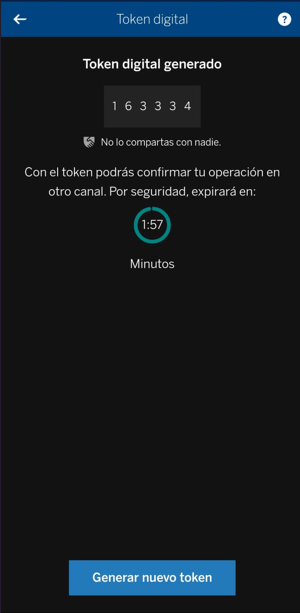 Token digital
?
Token digital generado
1 6 3 3 3 4
No lo compartas con nadie.
Con el token podrás confirmar tu operación en
otro canal. Por seguridad, expirará en:
1:57
Minutos
Generar nuevo token